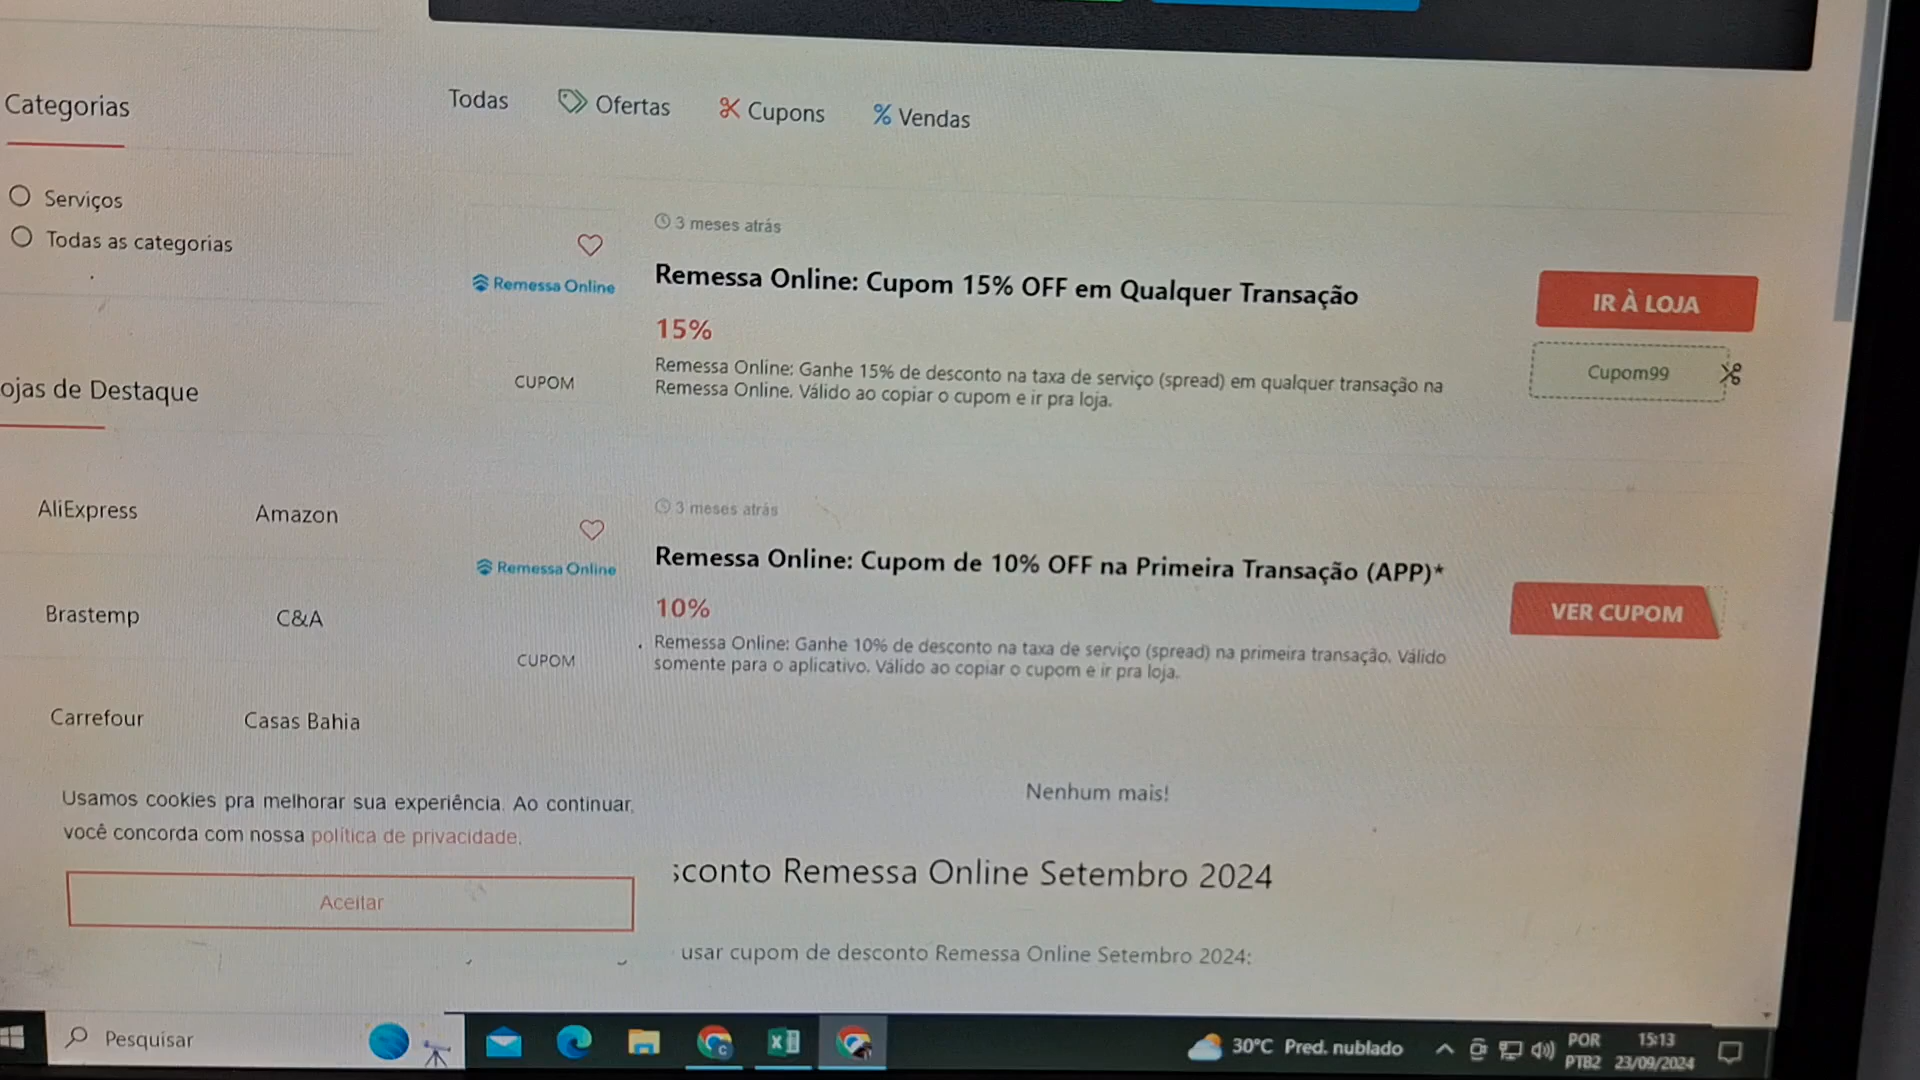 Todas Ofertas Cupons % Vendas
Categorias
Serviços
Todas as categorias
ojas de Destaque
AliExpress Amazon
Brastemp C&A
Carrefour Casas Bahia
3 meses atrás
Remessa Online
Remessa Online: Cupom 15% OFF em Qualquer Transação
15%
CUPOM
Remessa Online: Ganhe 15% de desconto na taxa de serviço (spread) em qualquer transação na
Remessa Online. Válido ao copiar o cupom e ir pra loja.
IR À LOJA
Cupom99
3 meses atrás
Remessa Online
Remessa Online: Cupom de 10% OFF na Primeira Transação (APP)*
10%
CUPOM
Remessa Online: Ganhe 10% de desconto na taxa de serviço (spread) na primeira transação. Válido
somente para o aplicativo. Válido ao copiar o cupom e ir pra loja.
VER CUPOM
Nenhum mais!
sconto Remessa Online Setembro 2024
usar cupom de desconto Remessa Online Setembro 2024:
Usamos cookies pra melhorar sua experiência. Ao continuar,
você concorda com nossa política de privacidade.
Aceitar
Pesquisar
30°C Pred. nublado
POR
PTB2
15:13
23/09/2024